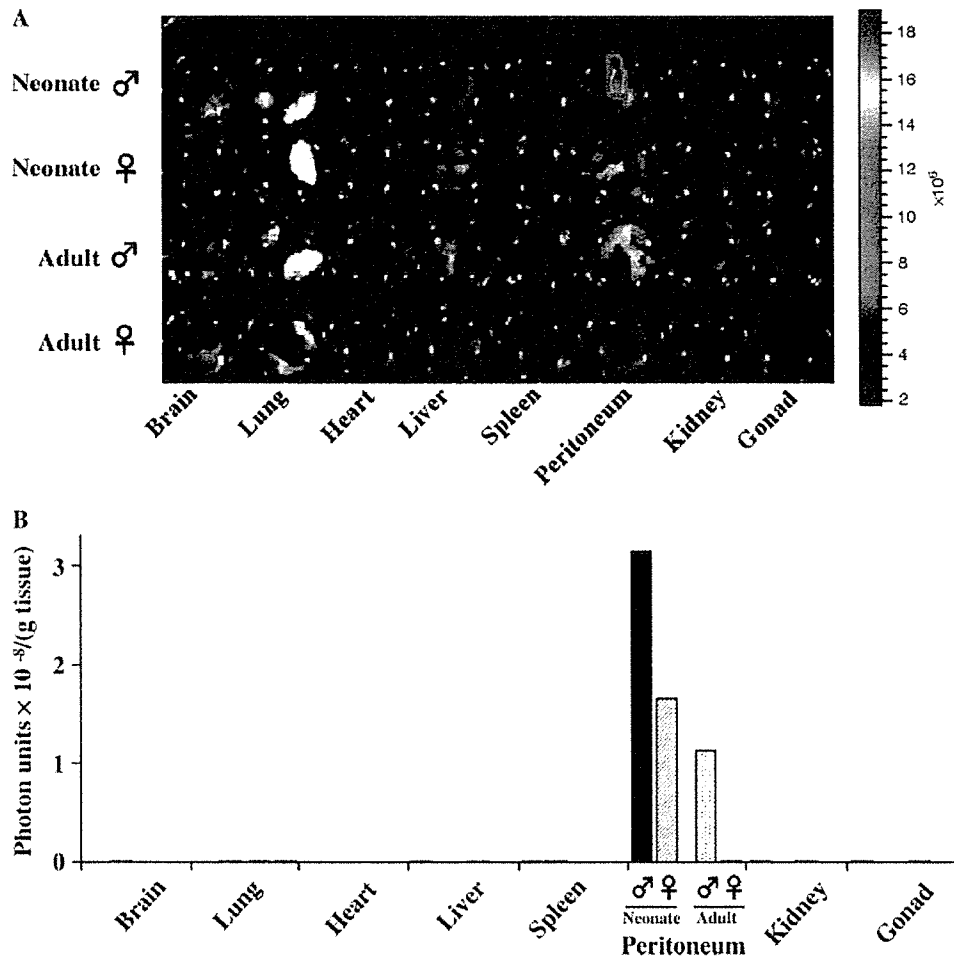 A
Neonate ♂
Neonate ♀
Adult ♂
Adult ♀
Brain
Lung
Heart
Liver
Spleen
Peritoneum
Kidney
Gonad
18
16
14
12
10
8
6
4
2
×10⁶
B
Photon units × 10⁻⁸/(g tissue)
3
2
1
0
Brain
Lung
Heart
Liver
Spleen
♂ ♀ ♂ ♀
Neonate Adult
Peritoneum
Kidney
Gonad